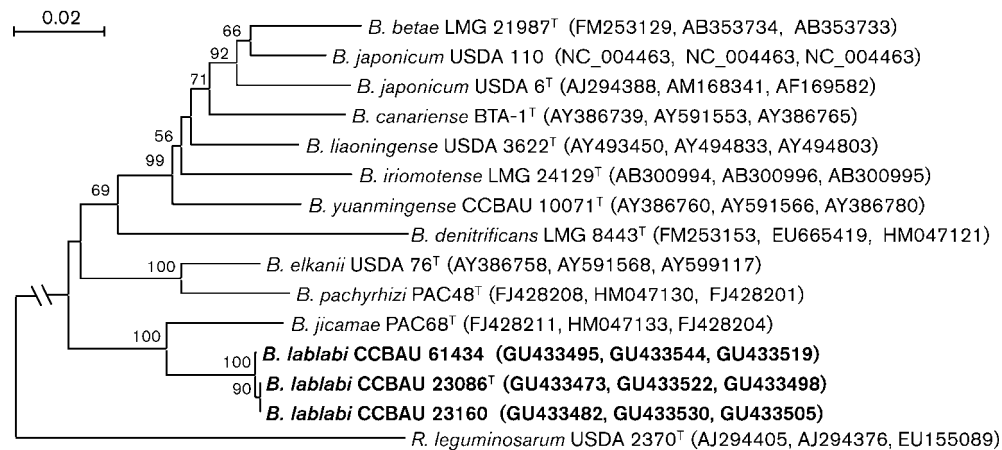 0.02
66
B. betae LMG 21987T (FM253129, AB353734, AB353733)
B. japonicum USDA 110 (NC_004463, NC_004463, NC_004463)
92
B. japonicum USDA 6T (AJ294388, AM168341, AF169582)
71
B. canariense BTA-1T (AY386739, AY591553, AY386765)
56
B. liaoningense USDA 3622T (AY493450, AY494833, AY494803)
99
B. iriomotense LMG 24129T (AB300994, AB300996, AB300995)
69
B. yuanmingense CCBAU 10071T (AY386760, AY591566, AY386780)
B. denitrificans LMG 8443T (FM253153, EU665419, HM047121)
100
B. elkanii USDA 76T (AY386758, AY591568, AY599117)
B. pachyrhizi PAC48T (FJ428208, HM047130, FJ428201)
100
B. jicamae PAC68T (FJ428211, HM047133, FJ428204)
100
B. lablabi CCBAU 61434 (GU433495, GU433544, GU433519)
90
B. lablabi CCBAU 23086T (GU433473, GU433522, GU433498)
B. lablabi CCBAU 23160 (GU433482, GU433530, GU433505)
R. leguminosarum USDA 2370T (AJ294405, AJ294376, EU155089)